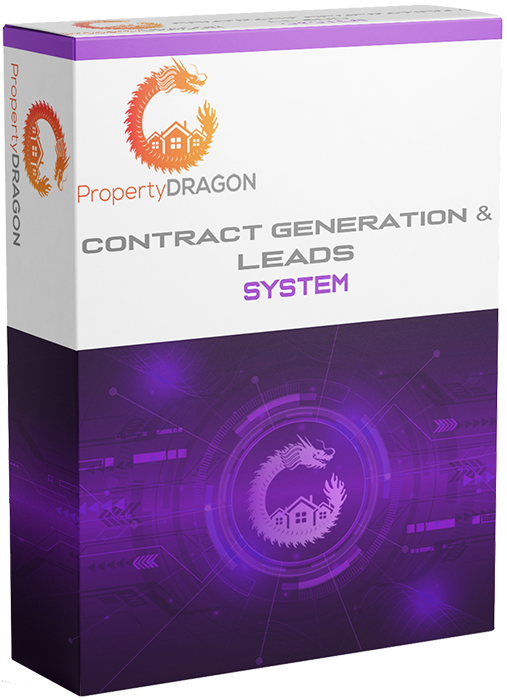 PropertyDRAGON
PropertyDRAGON
CONTRACT GENERATION &
LEADS
SYSTEM